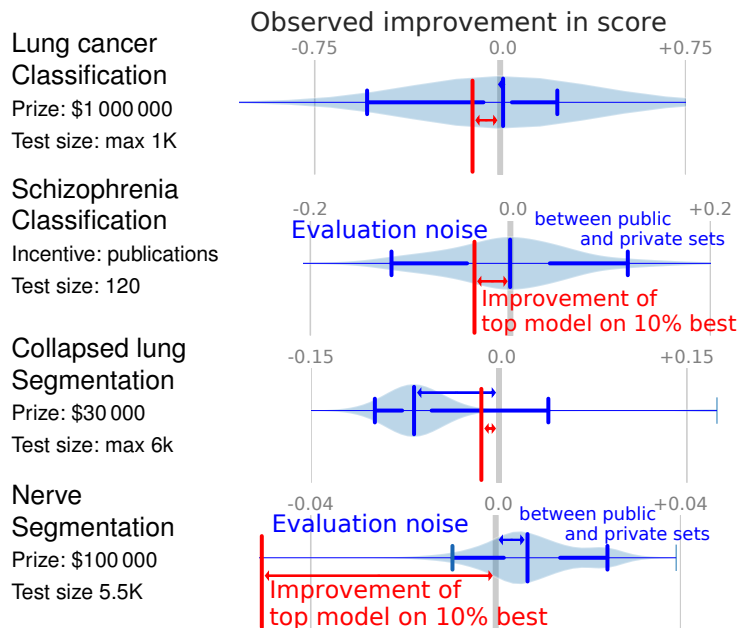 Observed improvement in score
Lung cancer
Classification
Prize: $1 000 000
Test size: max 1K
-0.75 0.0 +0.75
Schizophrenia
Classification
Incentive: publications
Test size: 120
-0.2 0.0 +0.2
Evaluation noise
between public
and private sets
Improvement of
top model on 10% best
Collapsed lung
Segmentation
Prize: $30 000
Test size: max 6k
-0.15 0.0 +0.15
Nerve
Segmentation
Prize: $100 000
Test size 5.5K
-0.04 0.0 +0.04
Evaluation noise
between public
and private sets
Improvement of
top model on 10% best